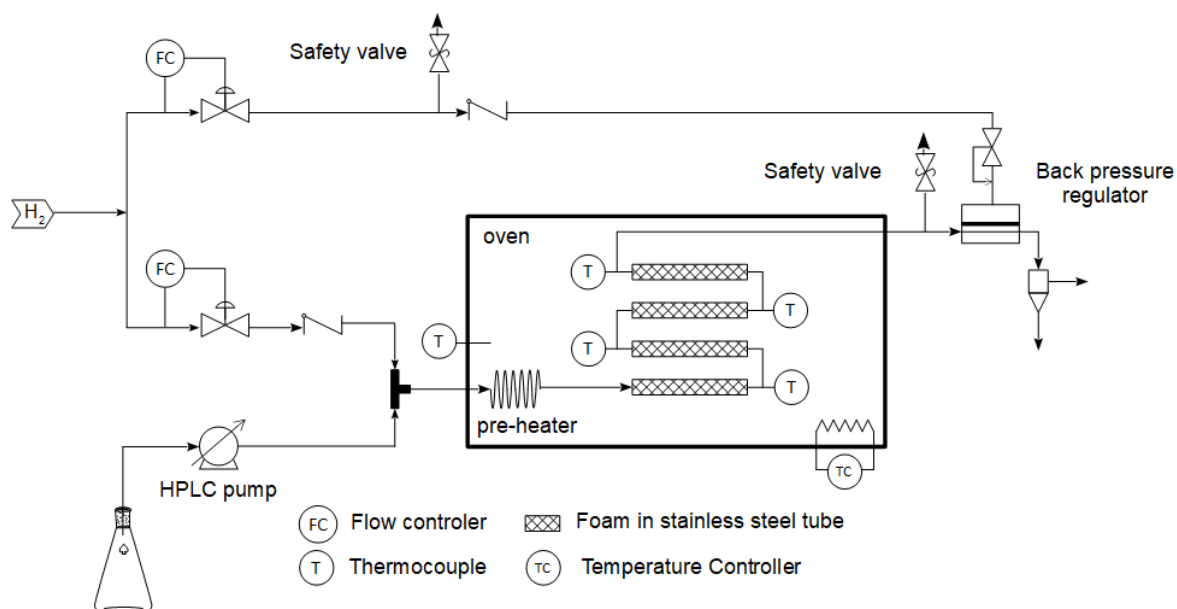 FC
Safety valve
Safety valve
Back pressure
regulator
H2
oven
FC
T
T
T
T
T
pre-heater
TC
HPLC pump
FC Flow controler
Foam in stainless steel tube
T Thermocouple
TC Temperature Controller